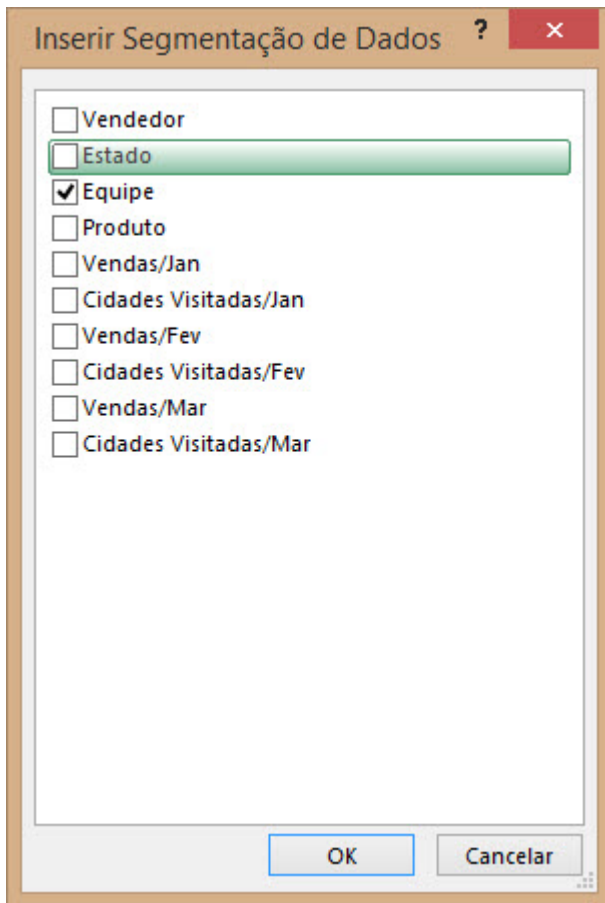 Inserir Segmentação de Dados ?
Vendedor
Estado
Equipe
Produto
Vendas/Jan
Cidades Visitadas/Jan
Vendas/Fev
Cidades Visitadas/Fev
Vendas/Mar
Cidades Visitadas/Mar
OK Cancelar